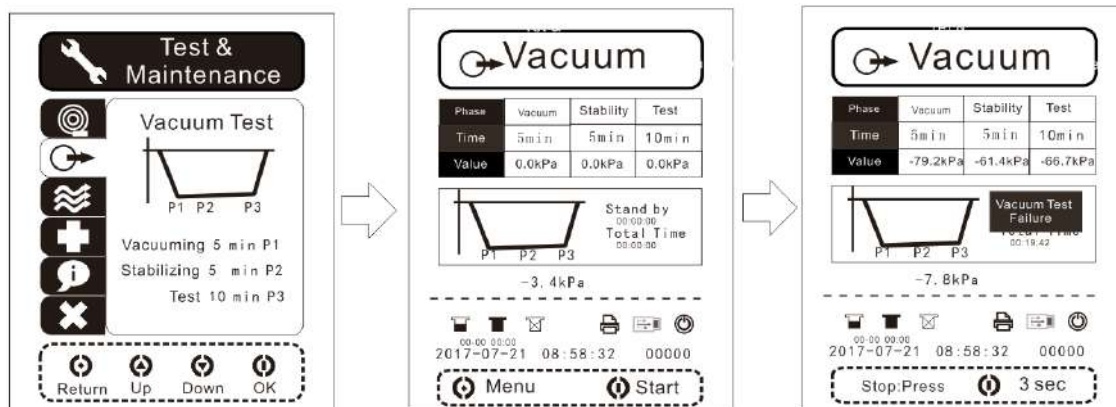 Test &
Maintenance
Vacuum Test
P1 P2 P3
Vacuuming 5 min P1
Stabilizing 5 min P2
Test 10 min P3
Return Up Down OK
Vacuum
Phase Vacuum Stability Test
Time 5min 5min 10min
Value 0.0kPa 0.0kPa 0.0kPa
Stand by
00:00:00
Total Time
00:00:00
P1 P2 P3
-3.4kPa
00-00 00:00
2017-07-21 08:58:32 00000
Menu Start
Vacuum
Phase Vacuum Stability Test
Time 5min 5min 10min
Value -79.2kPa -61.4kPa -66.7kPa
Vacuum Test
Failure
Total Time
00:19:42
P1 P2 P3
-7.8kPa
00-00 00:00
2017-07-21 08:58:32 00000
Stop:Press 3 sec